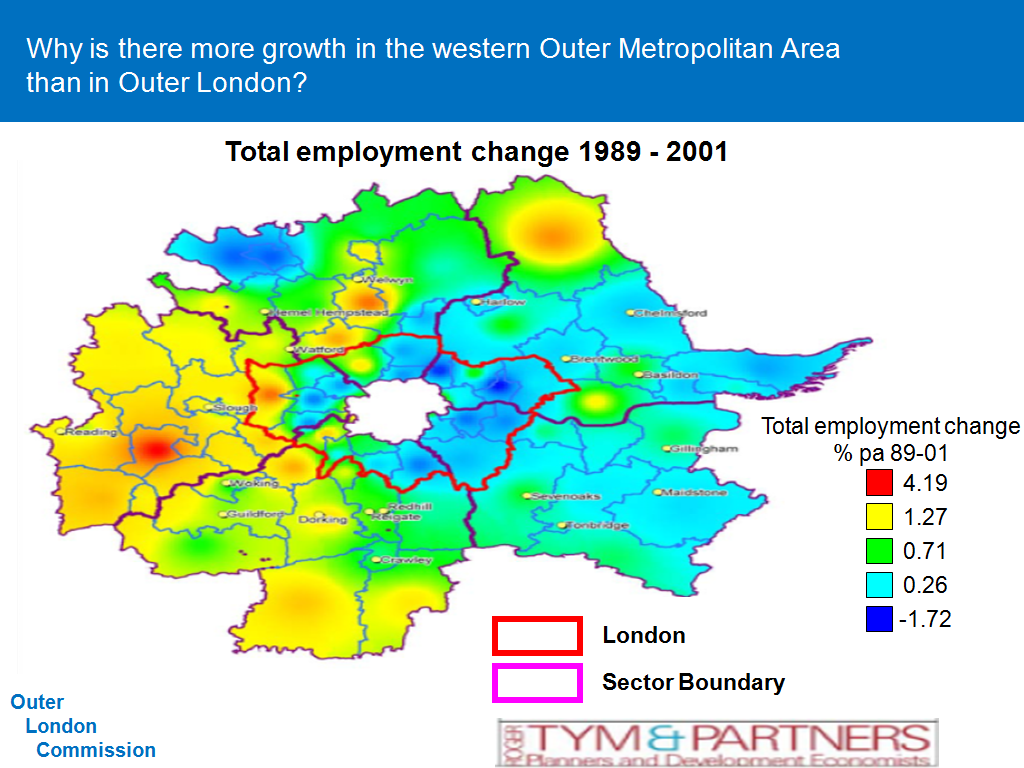 Why is there more growth in the western Outer Metropolitan Area
than in Outer London?
Total employment change 1989 - 2001
Welwyn
Harlow
Hemel Hempstead
Chelmsford
Watford
Brentwood
Basildon
Slough
Reading
Gillingham
Woking
Sevenoaks
Maidstone
Guildford
Dorking
Redhill
Reigate
Tonbridge
Crawley
Total employment change
% pa 89-01
4.19
1.27
0.71
0.26
-1.72
London
Sector Boundary
Outer
London
Commission
ROGER TYM & PARTNERS
Planners and Development Economists